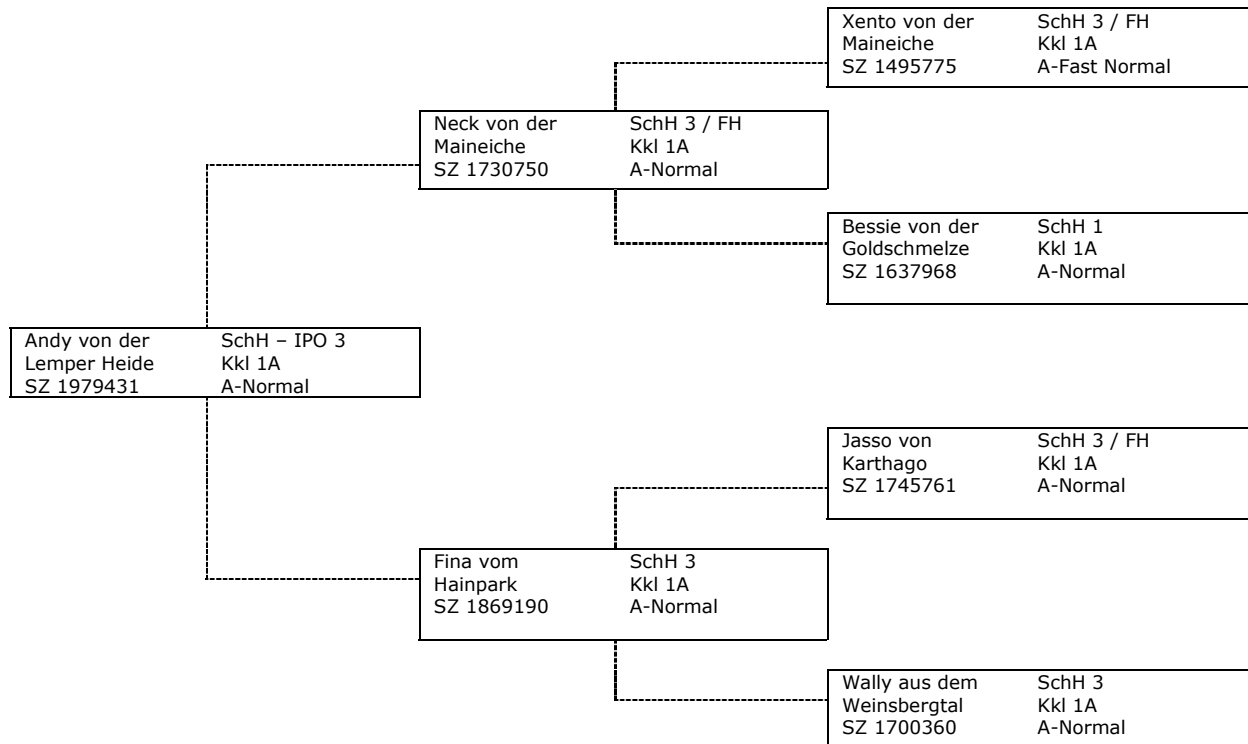 Xento von der SchH 3 / FH
Maineiche Kkl 1A
SZ 1495775 A-Fast Normal
Neck von der SchH 3 / FH
Maineiche Kkl 1A
SZ 1730750 A-Normal
Bessie von der SchH 1
Goldschmelze Kkl 1A
SZ 1637968 A-Normal
Andy von der SchH – IPO 3
Lemper Heide Kkl 1A
SZ 1979431 A-Normal
Jasso von SchH 3 / FH
Karthago Kkl 1A
SZ 1745761 A-Normal
Fina vom SchH 3
Hainpark Kkl 1A
SZ 1869190 A-Normal
Wally aus dem SchH 3
Weinsbergtal Kkl 1A
SZ 1700360 A-Normal